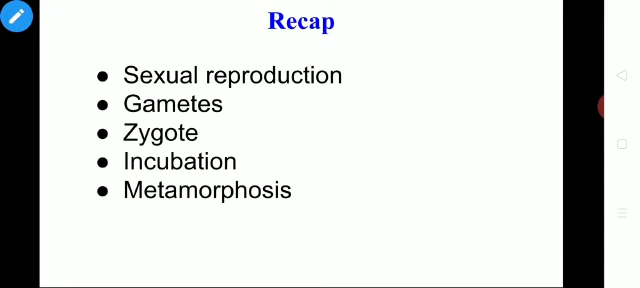 Recap
● Sexual reproduction
● Gametes
● Zygote
● Incubation
● Metamorphosis